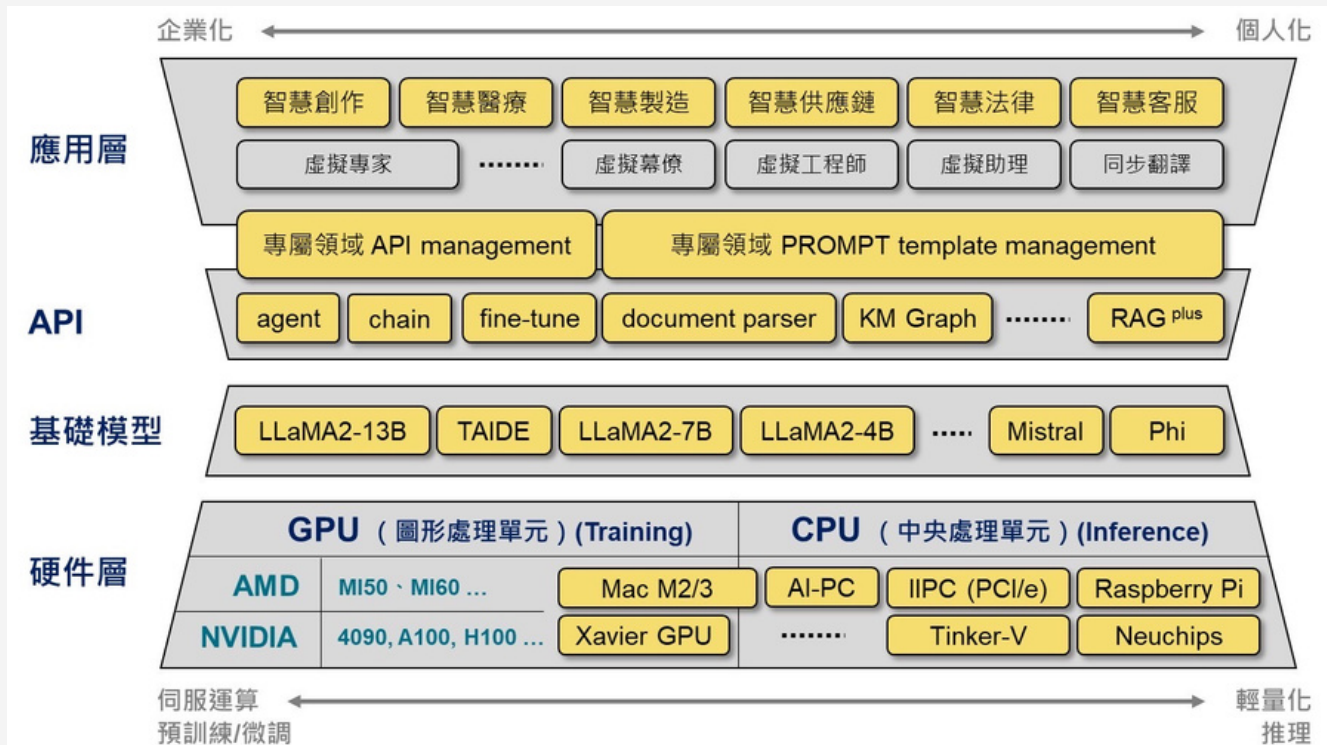 企業化 個人化
應用層
智慧創作 智慧醫療 智慧製造 智慧供應鏈 智慧法律 智慧客服
虛擬專家 ........ 虛擬幕僚 虛擬工程師 虛擬助理 同步翻譯
專屬領域 API management 專屬領域 PROMPT template management
API
agent chain fine-tune document parser KM Graph ........ RAG plus
基礎模型
LLaMA2-13B TAIDE LLaMA2-7B LLaMA2-4B ..... Mistral Phi
硬件層
GPU （圖形處理單元）(Training) CPU （中央處理單元）(Inference)
AMD MI50、MI60 ... Mac M2/3 AI-PC IIPC (PCI/e) Raspberry Pi
NVIDIA 4090, A100, H100 ... Xavier GPU ........ Tinker-V Neuchips
伺服運算 輕量化
預訓練/微調 推理